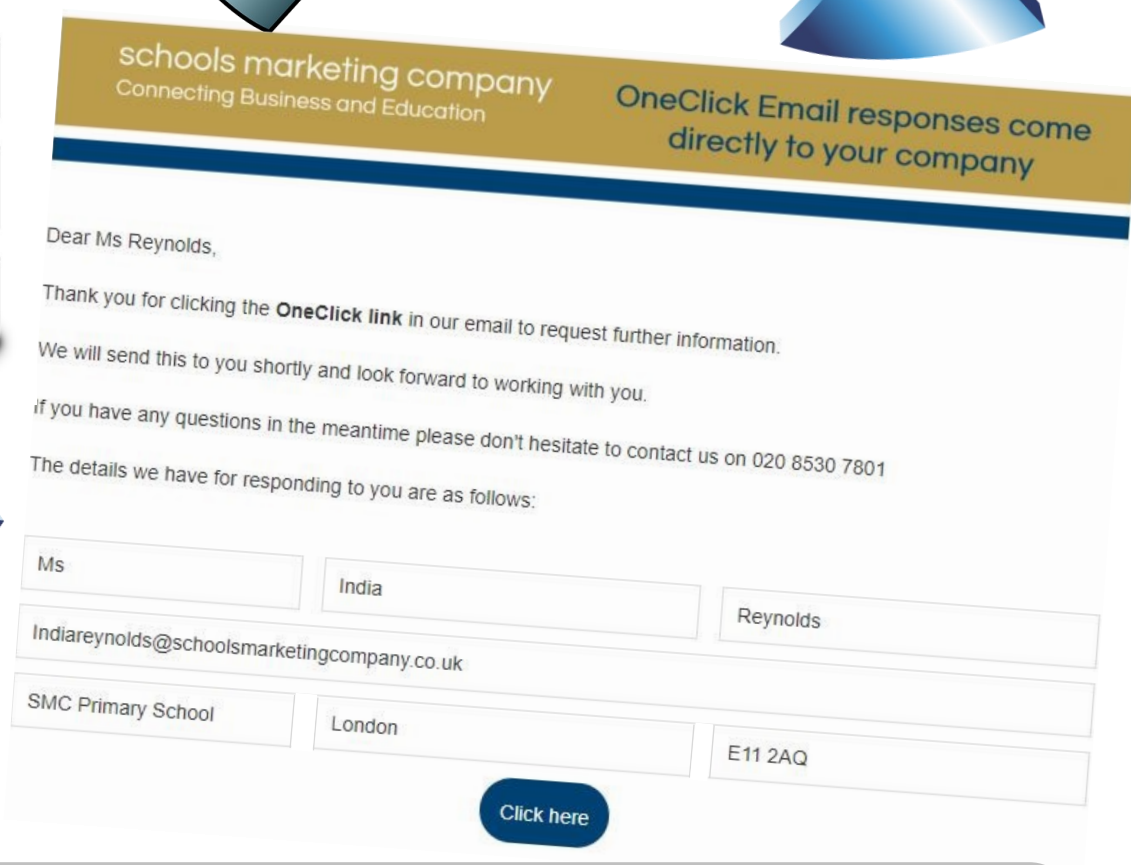 schools marketing company
Connecting Business and Education
OneClick Email responses come
directly to your company
Dear Ms Reynolds,
Thank you for clicking the OneClick link in our email to request further information.
We will send this to you shortly and look forward to working with you.
If you have any questions in the meantime please don't hesitate to contact us on 020 8530 7801
The details we have for responding to you are as follows:
Ms
India
Reynolds
Indiareynolds@schoolsmarketingcompany.co.uk
SMC Primary School
London
E11 2AQ
Click here